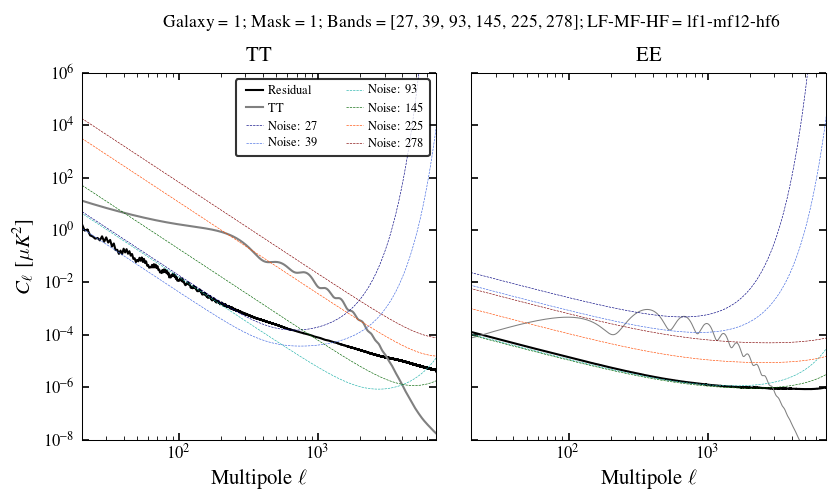 Galaxy = 1; Mask = 1; Bands = [27, 39, 93, 145, 225, 278]; LF-MF-HF = lf1-mf12-hf6
TT
EE
Residual
TT
Noise: 27
Noise: 39
Noise: 93
Noise: 145
Noise: 225
Noise: 278
10^6
10^4
10^2
10^0
10^-2
10^-4
10^-6
10^-8
C_ℓ [μK^2]
10^2
10^3
10^2
10^3
Multipole ℓ
Multipole ℓ